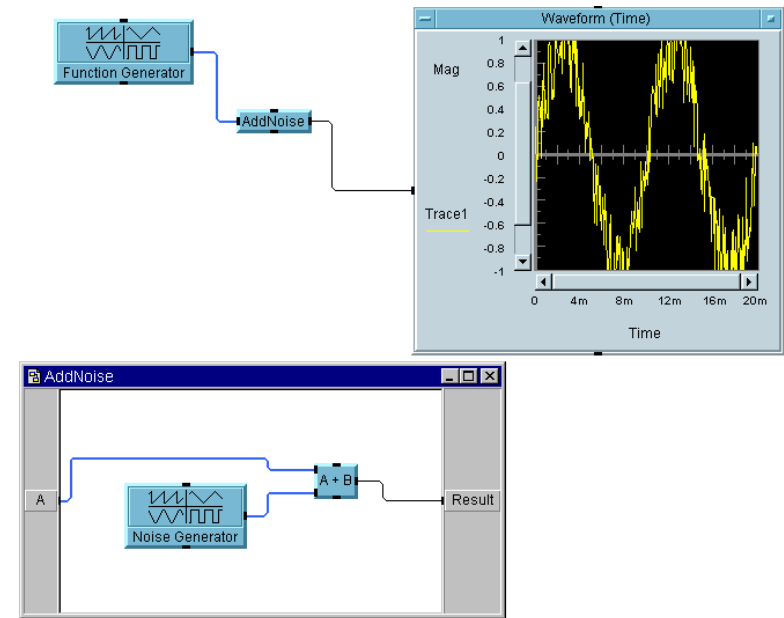 Function Generator
AddNoise
Waveform (Time)
Mag
Trace1
1
0.8
0.6
0.4
0.2
0
-0.2
-0.4
-0.6
-0.8
-1
0 4m 8m 12m 16m 20m
Time
AddNoise
A
Noise Generator
A + B
Result